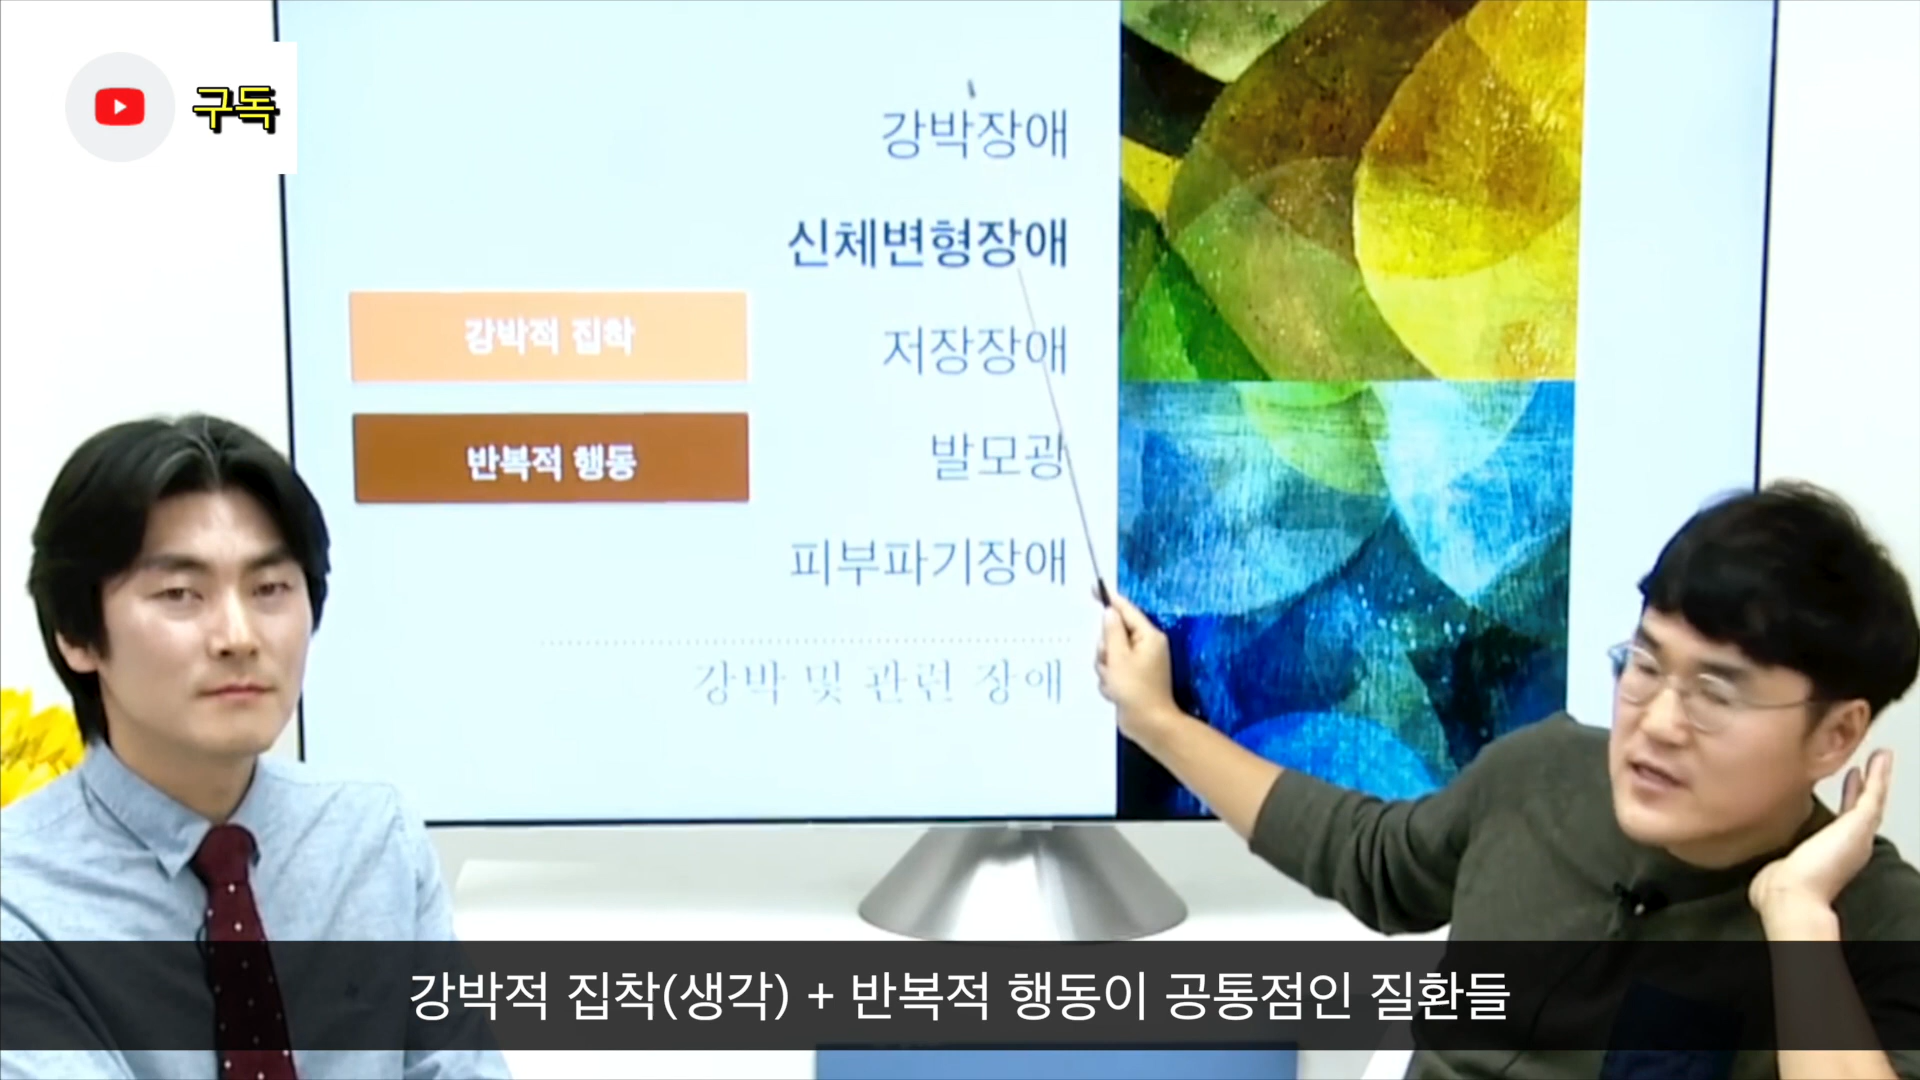 구독
강박장애
신체변형장애
강박적 집착
저장장애
반복적 행동
발모광
피부파기장애
강박 및 관련 장애
강박적 집착(생각) + 반복적 행동이 공통점인 질환들